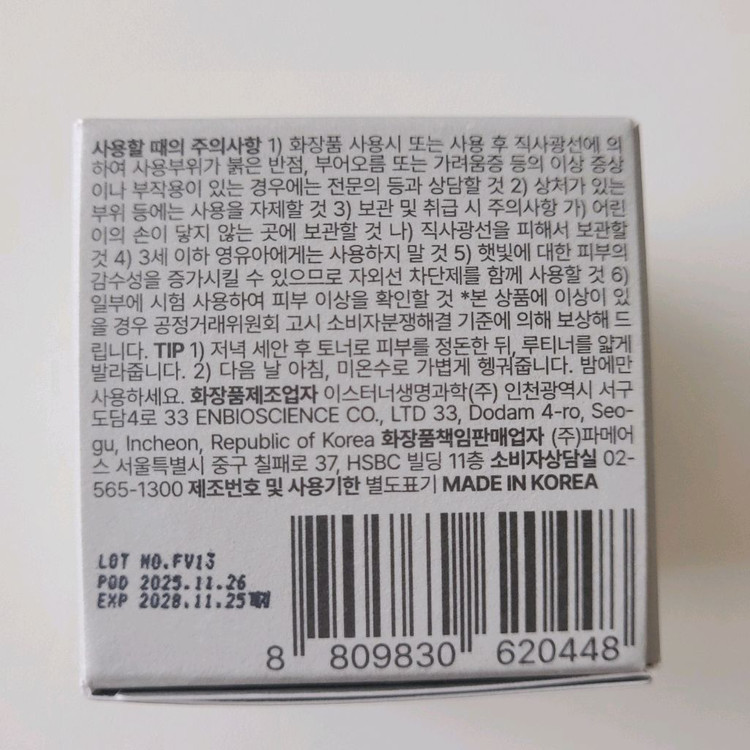 사용할 때의 주의사항 1) 화장품 사용시 또는 사용 후 직사광선에 의
하여 사용부위가 붉은 반점, 부어오름 또는 가려움증 등의 이상 증상
이나 부작용이 있는 경우에는 전문의 등과 상담할 것 2) 상처가 있는
부위 등에는 사용을 자제할 것 3) 보관 및 취급 시 주의사항 가) 어린
이의 손이 닿지 않는 곳에 보관할 것 나) 직사광선을 피해서 보관할
것 4) 3세 이하 영유아에게는 사용하지 말 것 5) 햇빛에 대한 피부의
감수성을 증가시킬 수 있으므로 자외선 차단제를 함께 사용할 것 6)
일부에 시험 사용하여 피부 이상을 확인할 것 *본 상품에 이상이 있
을 경우 공정거래위원회 고시 소비자분쟁해결 기준에 의해 보상해 드
립니다. TIP 1) 저녁 세안 후 토너로 피부를 정돈한 뒤, 루티너를 얇게
발라줍니다. 2) 다음 날 아침, 미온수로 가볍게 헹궈줍니다. 밤에만
사용하세요. 화장품제조업자 이스터너생명과학(주) 인천광역시 서구
도담4로 33 ENBIOSCIENCE CO., LTD 33, Dodam 4-ro, Seo-
gu, Incheon, Republic of Korea 화장품책임판매업자 (주)파메어
스 서울특별시 중구 칠패로 37, HSBC 빌딩 11층 소비자상담실 02-
565-1300 제조번호 및 사용기한 별도표기 MADE IN KOREA
LOT NO.FV13
POD 2025.11.26
EXP 2028.11.25까지
8 809830 620448